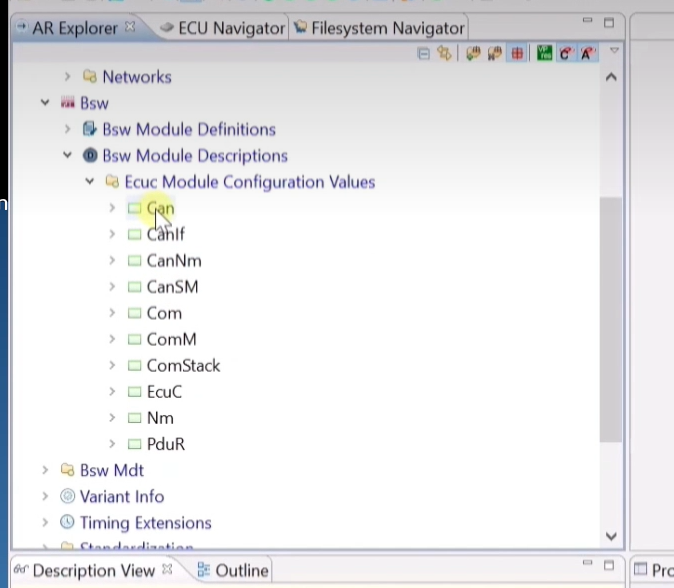 AR Explorer ECU Navigator Filesystem Navigator
Networks
Bsw
Bsw Module Definitions
Bsw Module Descriptions
Ecuc Module Configuration Values
Can
CanIf
CanNm
CanSM
Com
ComM
ComStack
EcuC
Nm
PduR
Bsw Mdt
Variant Info
Timing Extensions
Standardization
Description View Outline Pro